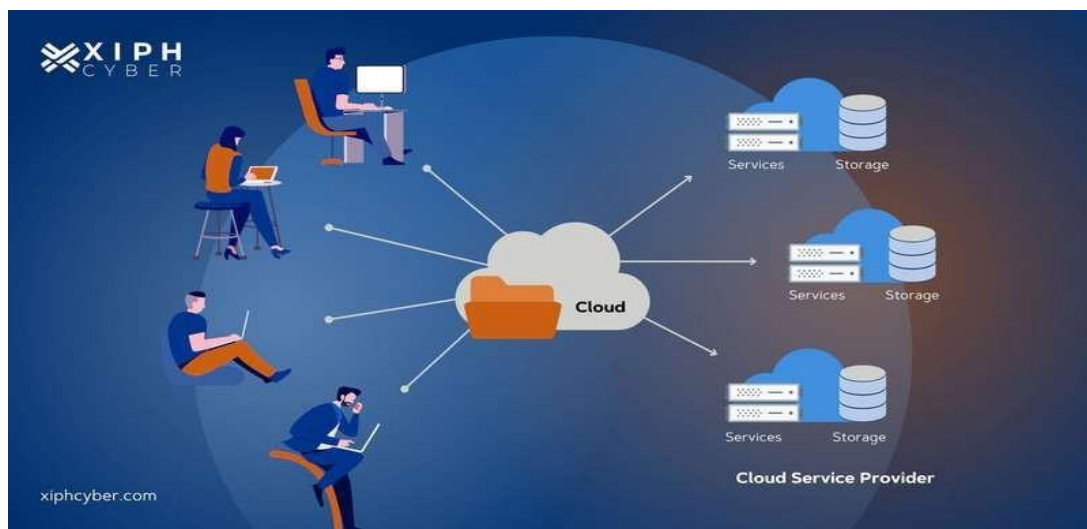 XIPH
CYBER
Services Storage
Cloud
Services Storage
Services Storage
Cloud Service Provider
xiphcyber.com